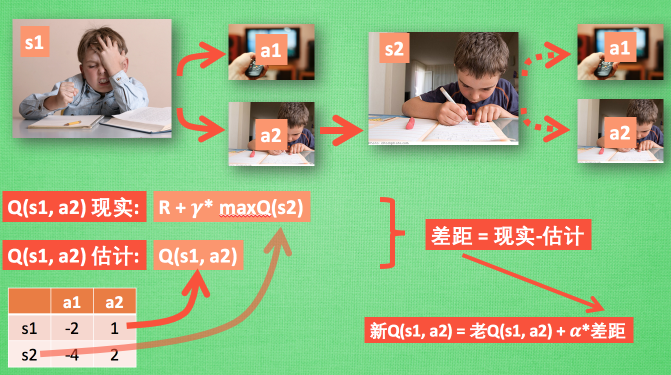 s1
a1
a2
s2
a1
a2
Q(s1, a2) 现实: R + γ* maxQ(s2)
Q(s1, a2) 估计: Q(s1, a2)
差距 = 现实-估计
新Q(s1, a2) = 老Q(s1, a2) + α*差距
a1 a2
s1 -2 1
s2 -4 2